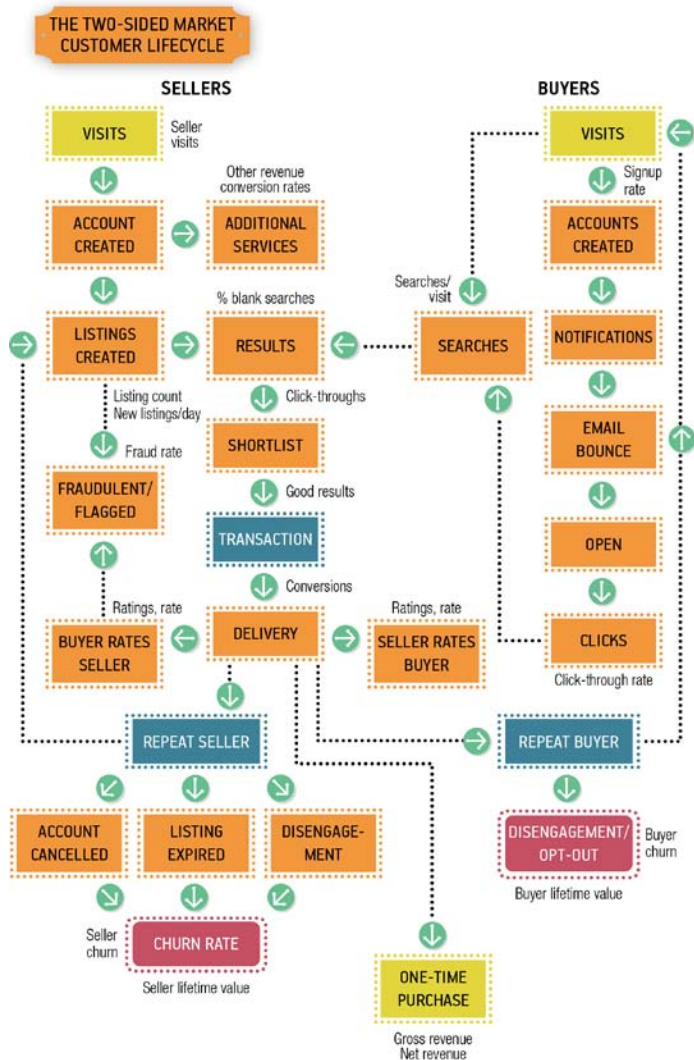 THE TWO-SIDED MARKET
CUSTOMER LIFECYCLE
SELLERS
BUYERS
VISITS
Seller
visits
VISITS
Signup
rate
Other revenue
conversion rates
ACCOUNT
CREATED
ADDITIONAL
SERVICES
ACCOUNTS
CREATED
Searches/
visit
% blank searches
LISTINGS
CREATED
RESULTS
SEARCHES
NOTIFICATIONS
Listing count
New listings/day
Click-throughs
Fraud rate
SHORTLIST
EMAIL
BOUNCE
FRAUDULENT/
FLAGGED
Good results
TRANSACTION
OPEN
Conversions
Ratings, rate
Ratings, rate
BUYER RATES
SELLER
DELIVERY
SELLER RATES
BUYER
CLICKS
Click-through rate
REPEAT SELLER
REPEAT BUYER
ACCOUNT
CANCELLED
LISTING
EXPIRED
DISENGAGE-
MENT
DISENGAGEMENT/
OPT-OUT
Buyer
churn
Buyer lifetime value
Seller
churn
CHURN RATE
Seller lifetime value
ONE-TIME
PURCHASE
Gross revenue
Net revenue